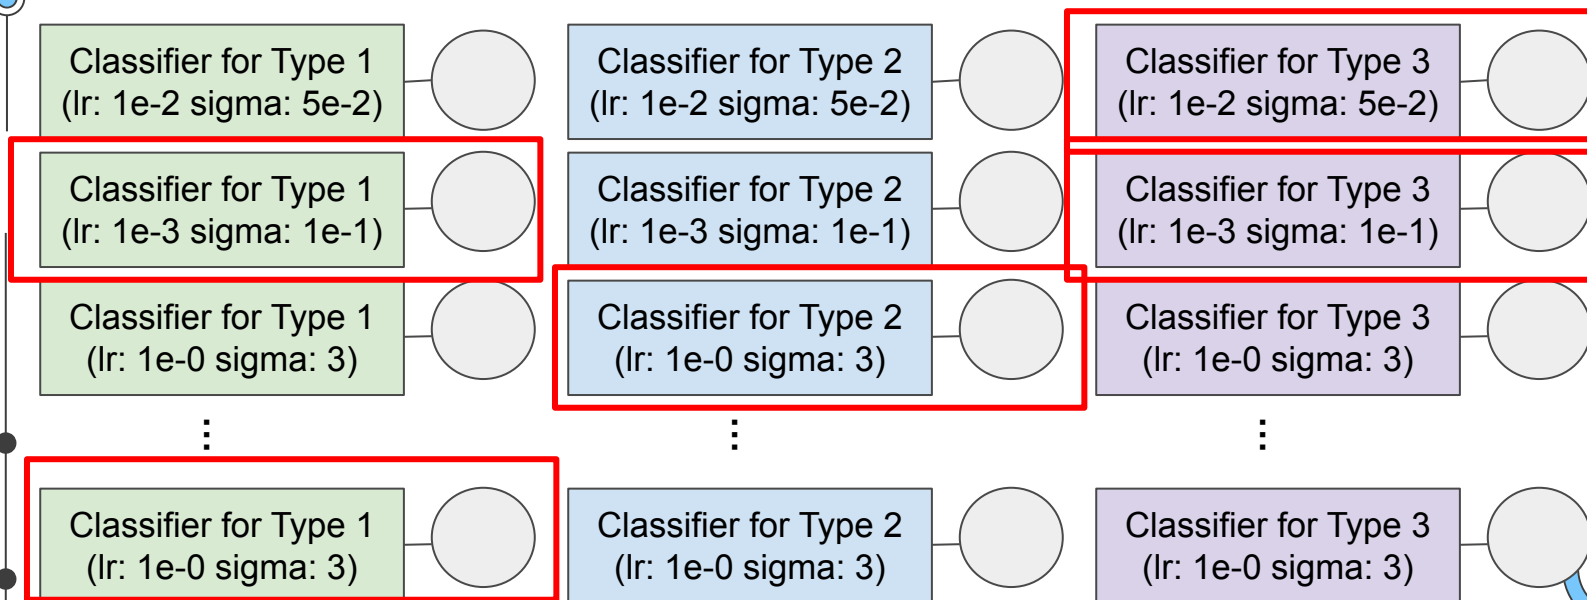 Classifier for Type 1
(lr: 1e-2 sigma: 5e-2)
Classifier for Type 2
(lr: 1e-2 sigma: 5e-2)
Classifier for Type 3
(lr: 1e-2 sigma: 5e-2)
Classifier for Type 1
(lr: 1e-3 sigma: 1e-1)
Classifier for Type 2
(lr: 1e-3 sigma: 1e-1)
Classifier for Type 3
(lr: 1e-3 sigma: 1e-1)
Classifier for Type 1
(lr: 1e-0 sigma: 3)
Classifier for Type 2
(lr: 1e-0 sigma: 3)
Classifier for Type 3
(lr: 1e-0 sigma: 3)
⋮
⋮
⋮
Classifier for Type 1
(lr: 1e-0 sigma: 3)
Classifier for Type 2
(lr: 1e-0 sigma: 3)
Classifier for Type 3
(lr: 1e-0 sigma: 3)